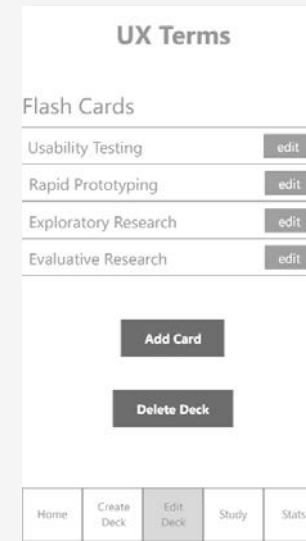 UX Terms
Flash Cards
Usability Testing edit
Rapid Prototyping edit
Exploratory Research edit
Evaluative Research edit
Add Card
Delete Deck
Home Create Deck Edit Deck Study Stats